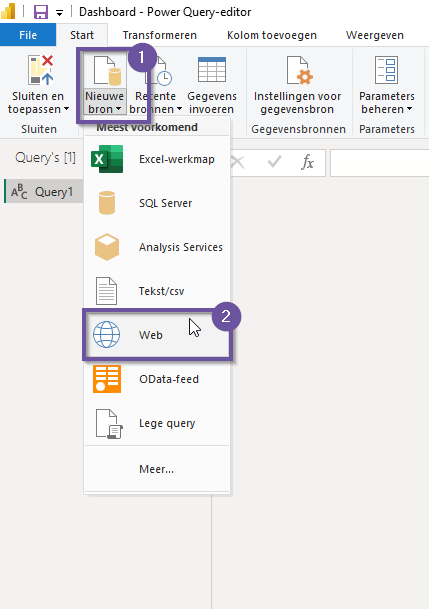 Dashboard - Power Query-editor
File Start Transformeren Kolom toevoegen Weergeven
1
Sluiten en toepassen
Nieuwe bron
Recente bronnen
Gegevens invoeren
Instellingen voor gegevensbron
Parameters beheren
Sluiten
Gegevensbronnen
Parameters
Meest voorkomend
Query's [1]
fx
ABC Query1
Excel-werkmap
SQL Server
Analysis Services
Tekst/csv
2
Web
OData-feed
Lege query
Meer...